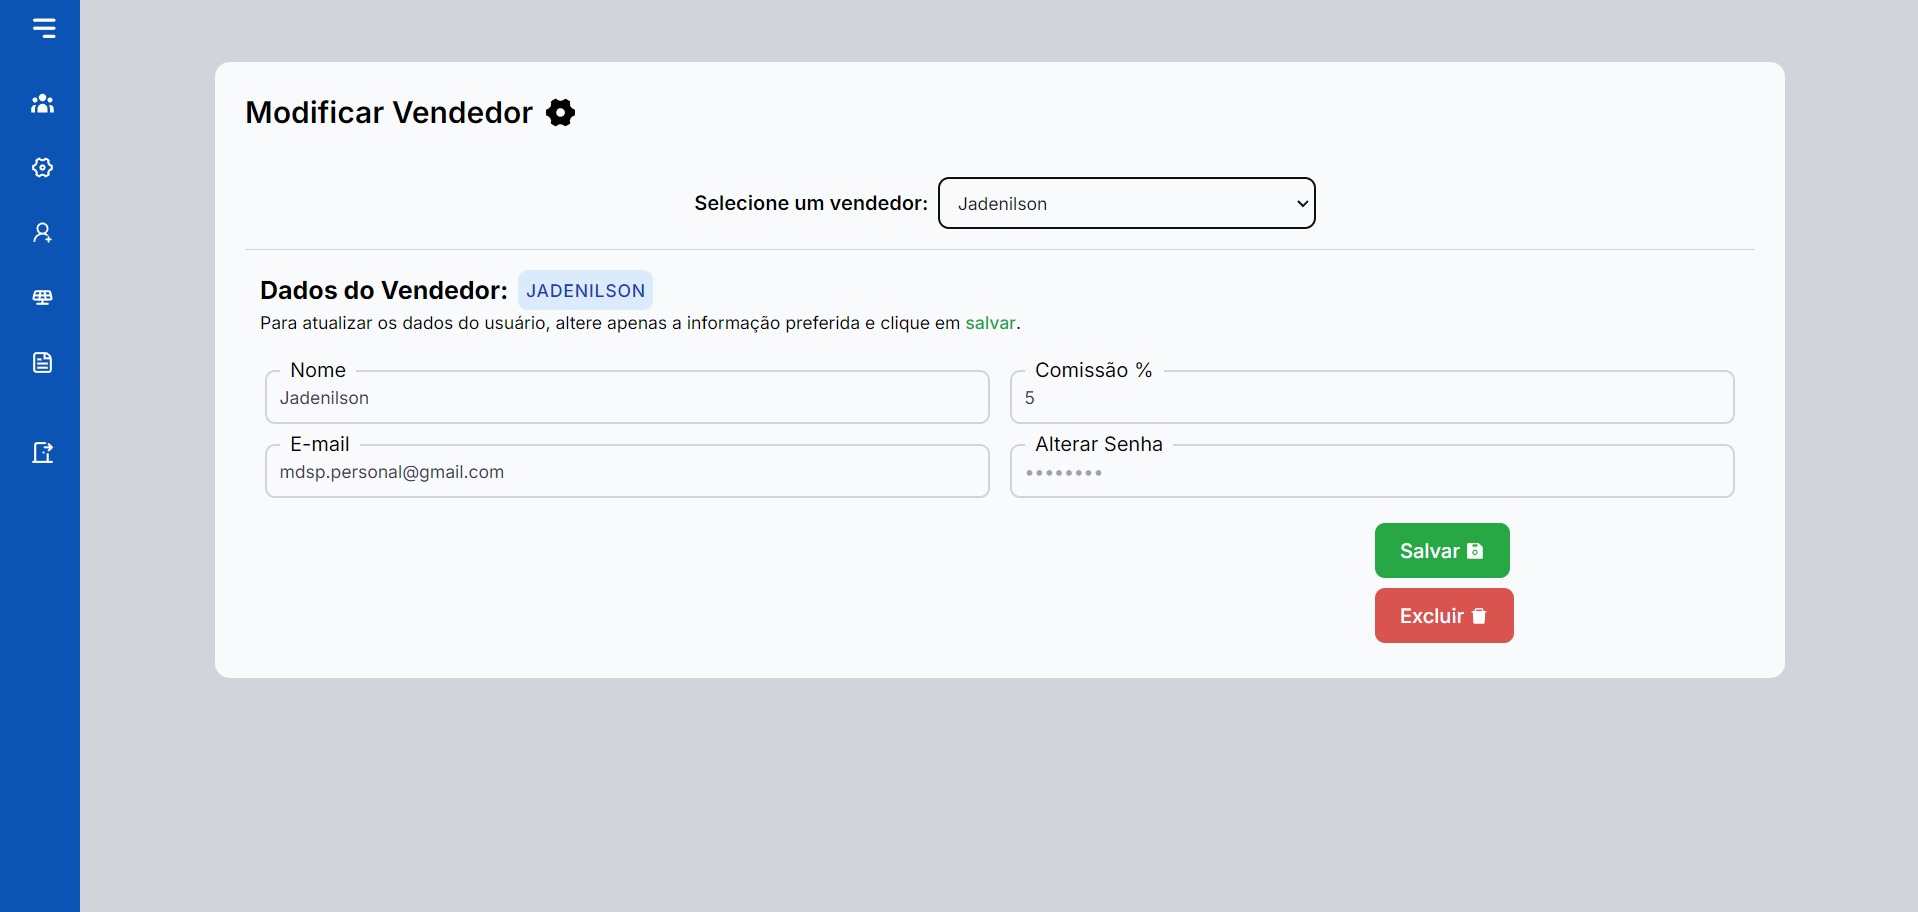 Modificar Vendedor
Selecione um vendedor: Jadenilson
Dados do Vendedor: JADENILSON
Para atualizar os dados do usuário, altere apenas a informação preferida e clique em salvar.
Nome
Jadenilson
Comissão %
5
E-mail
mdsp.personal@gmail.com
Alterar Senha
••••••••
Salvar
Excluir